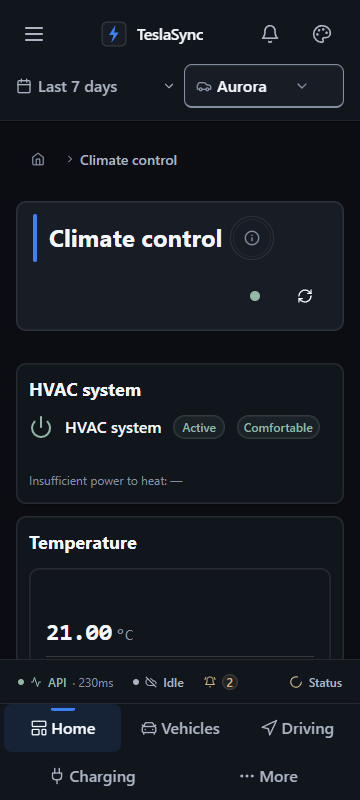 TeslaSync
Last 7 days
Aurora
Climate control
Climate control
HVAC system
HVAC system Active Comfortable
Insufficient power to heat: —
Temperature
21.00 °C
API · 230ms Idle 2 Status
Home Vehicles Driving
Charging More